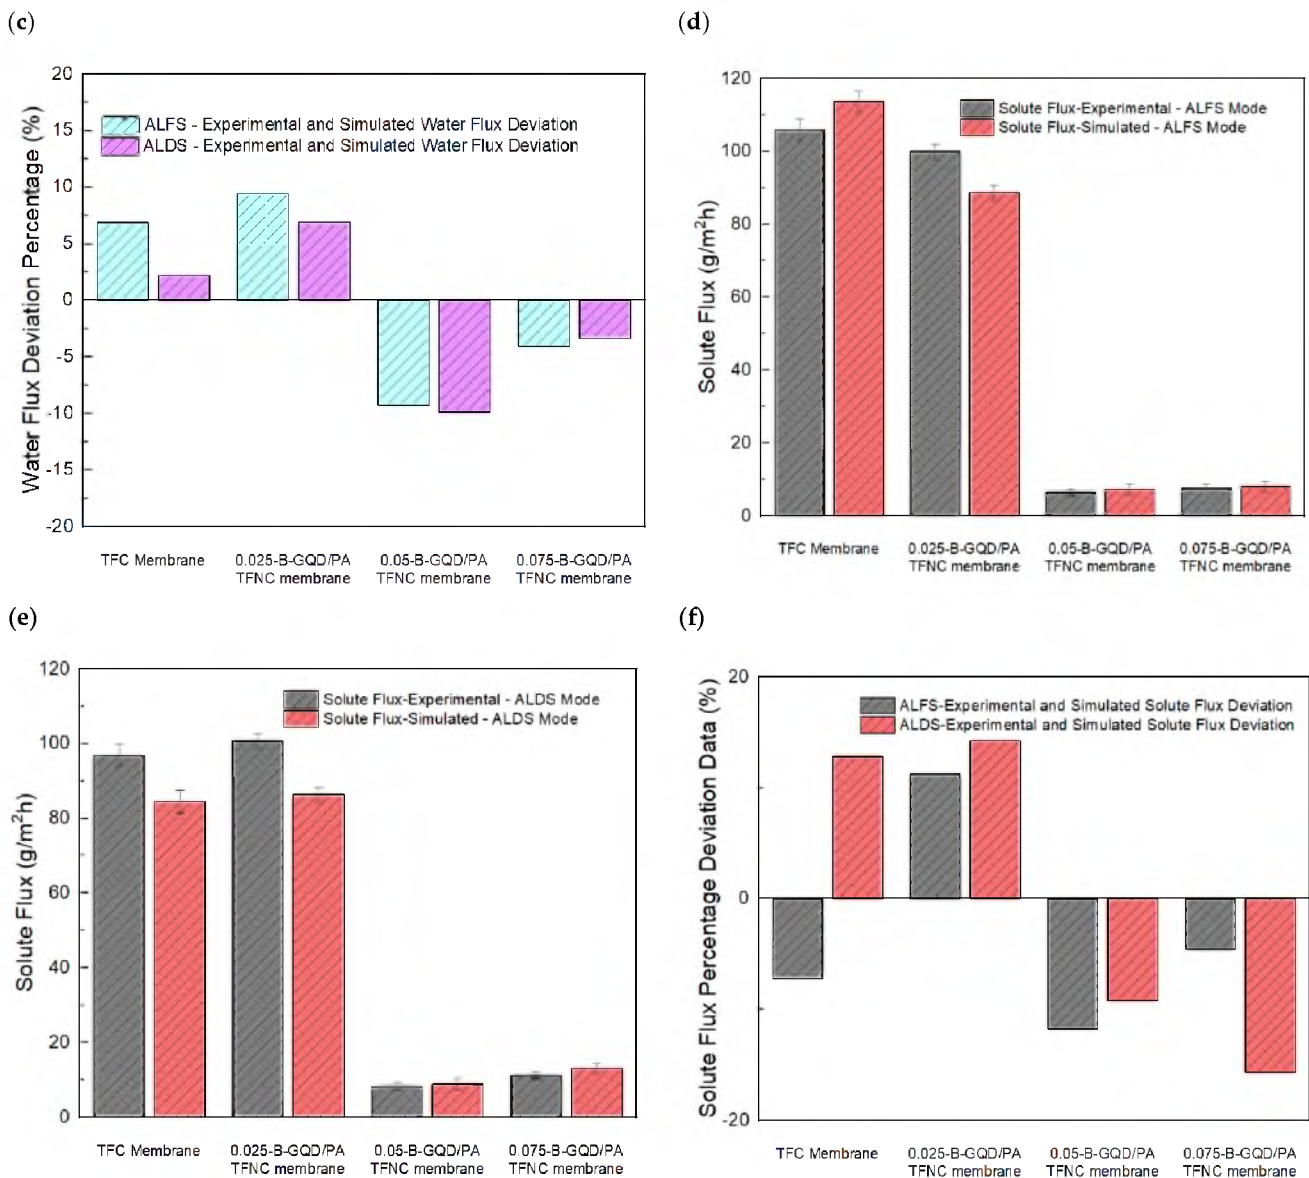 (c)
Water Flux Deviation Percentage (%)
20
15
10
5
0
-5
-10
-15
-20
ALFS - Experimental and Simulated Water Flux Deviation
ALDS - Experimental and Simulated Water Flux Deviation
TFC Membrane
0.025-B-GQD/PA
TFNC membrane
0.05-B-GQD/PA
TFNC membrane
0.075-B-GQD/PA
TFNC membrane
(d)
Solute Flux (g/m²h)
120
100
80
60
40
20
0
Solute Flux-Experimental - ALFS Mode
Solute Flux-Simulated - ALFS Mode
TFC Membrane
0.025-B-GQD/PA
TFNC membrane
0.05-B-GQD/PA
TFNC membrane
0.075-B-GQD/PA
TFNC membrane
(e)
Solute Flux (g/m²h)
120
100
80
60
40
20
0
Solute Flux-Experimental - ALDS Mode
Solute Flux-Simulated - ALDS Mode
TFC Membrane
0.025-B-GQD/PA
TFNC membrane
0.05-B-GQD/PA
TFNC membrane
0.075-B-GQD/PA
TFNC membrane
(f)
Solute Flux Percentage Deviation Data (%)
20
0
-20
ALFS-Experimental and Simulated Solute Flux Deviation
ALDS-Experimental and Simulated Solute Flux Deviation
TFC Membrane
0.025-B-GQD/PA
TFNC membrane
0.05-B-GQD/PA
TFNC membrane
0.075-B-GQD/PA
TFNC membrane